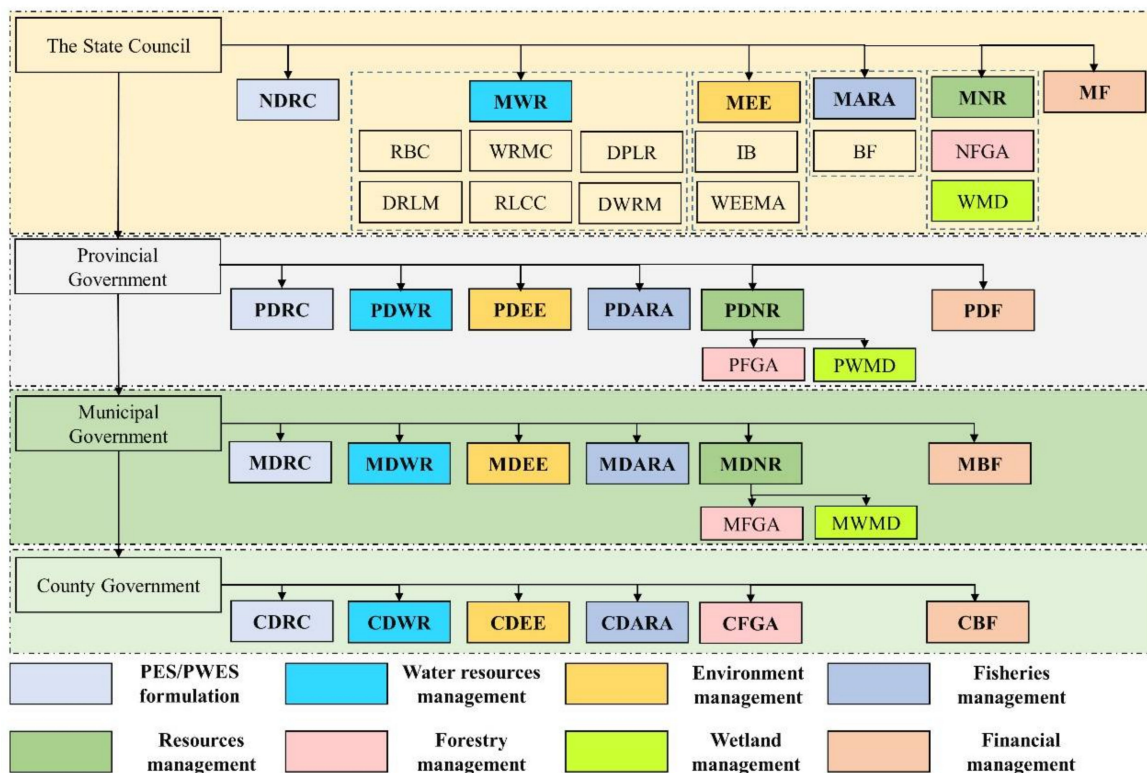 The State Council
NDRC
MWR
MEE
MARA
MNR
MF
RBC
WRMC
DPLR
IB
BF
NFGA
DRLM
RLCC
DWRM
WEEMA
WMD
Provincial
Government
PDRC
PDWR
PDEE
PDARA
PDNR
PDF
PFGA
PWMD
Municipal
Government
MDRC
MDWR
MDEE
MDARA
MDNR
MBF
MFGA
MWMD
County Government
CDRC
CDWR
CDEE
CDARA
CFGA
CBF
PES/PWES
formulation
Water resources
management
Environment
management
Fisheries
management
Resources
management
Forestry
management
Wetland
management
Financial
management